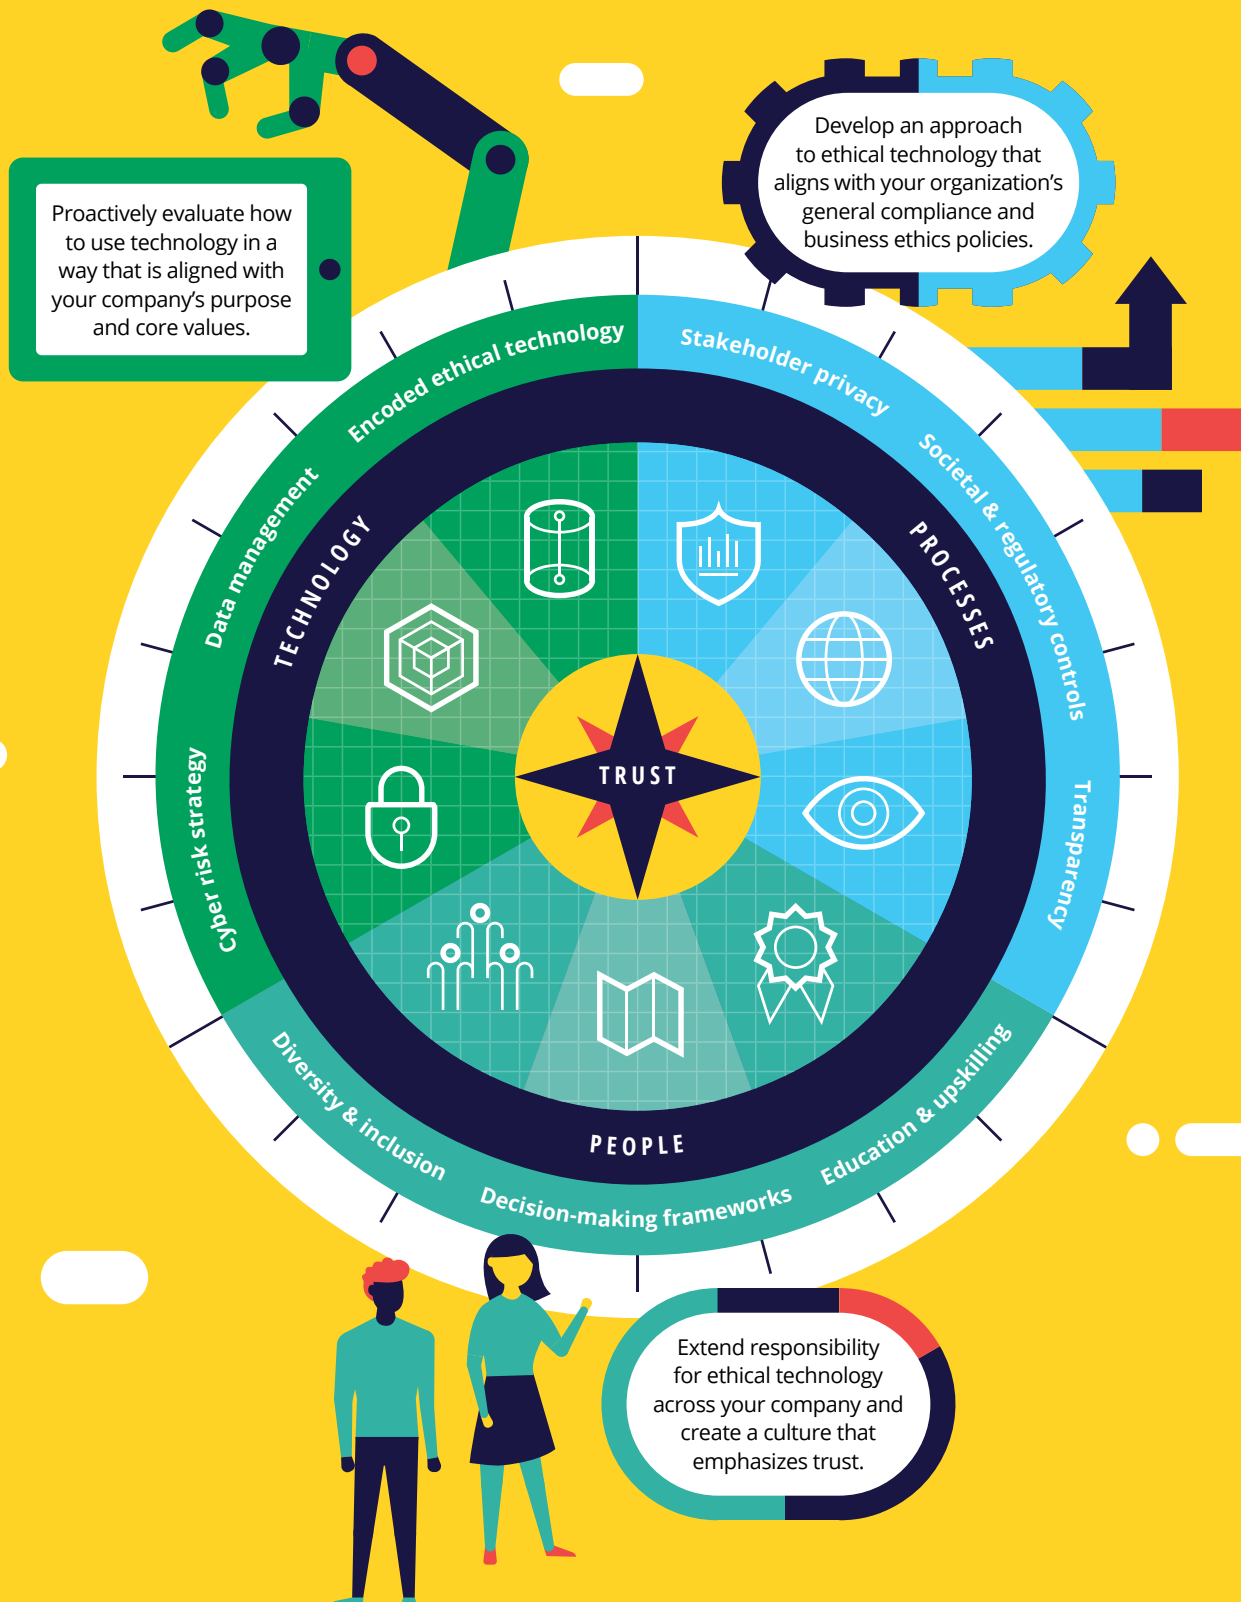 Develop an approach
to ethical technology that
aligns with your organization’s
general compliance and
business ethics policies.
Proactively evaluate how
to use technology in a
way that is aligned with
your company’s purpose
and core values.
Encoded ethical technology
Stakeholder privacy
Data management
Societal & regulatory controls
TECHNOLOGY
PROCESSES
TRUST
Cyber risk strategy
Transparency
Diversity & inclusion
Education & upskilling
PEOPLE
Decision-making frameworks
Extend responsibility
for ethical technology
across your company and
create a culture that
emphasizes trust.